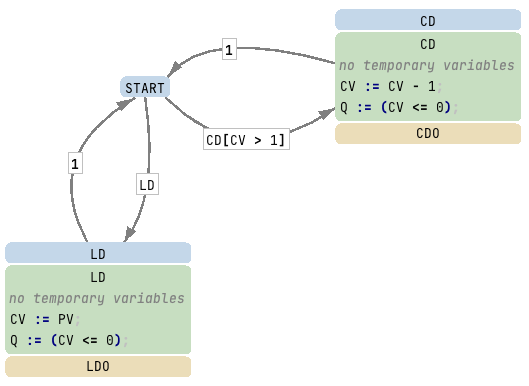 CD
CD
no temporary variables
CV := CV - 1;
Q := (CV <= 0);
CDO
1
START
CD[CV > 1]
1
LD
LD
LD
no temporary variables
CV := PV;
Q := (CV <= 0);
LDO